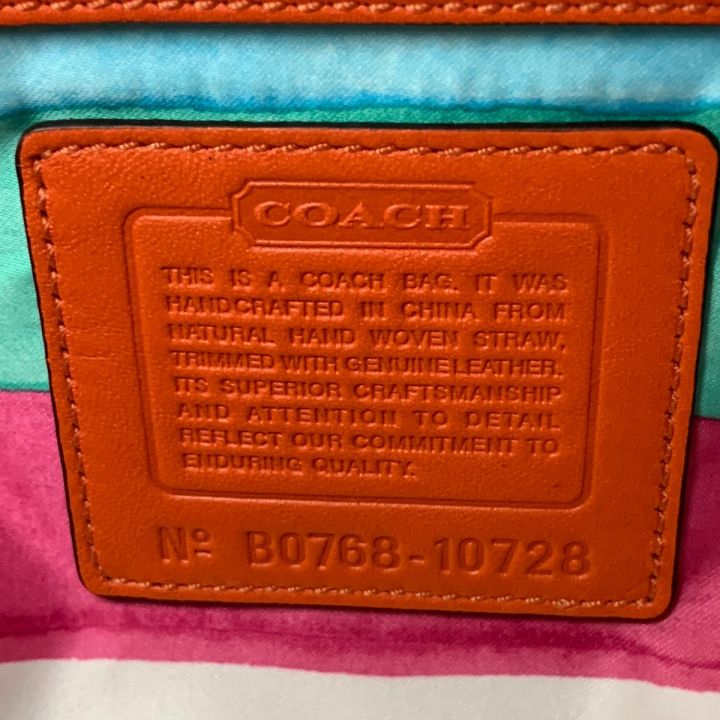 COACH
THIS IS A COACH BAG. IT WAS
HANDCRAFTED IN CHINA FROM
NATURAL HAND WOVEN STRAW,
TRIMMED WITH GENUINE LEATHER.
ITS SUPERIOR CRAFTSMANSHIP
AND ATTENTION TO DETAIL
REFLECT OUR COMMITMENT TO
ENDURING QUALITY.
Nº B0768-10728